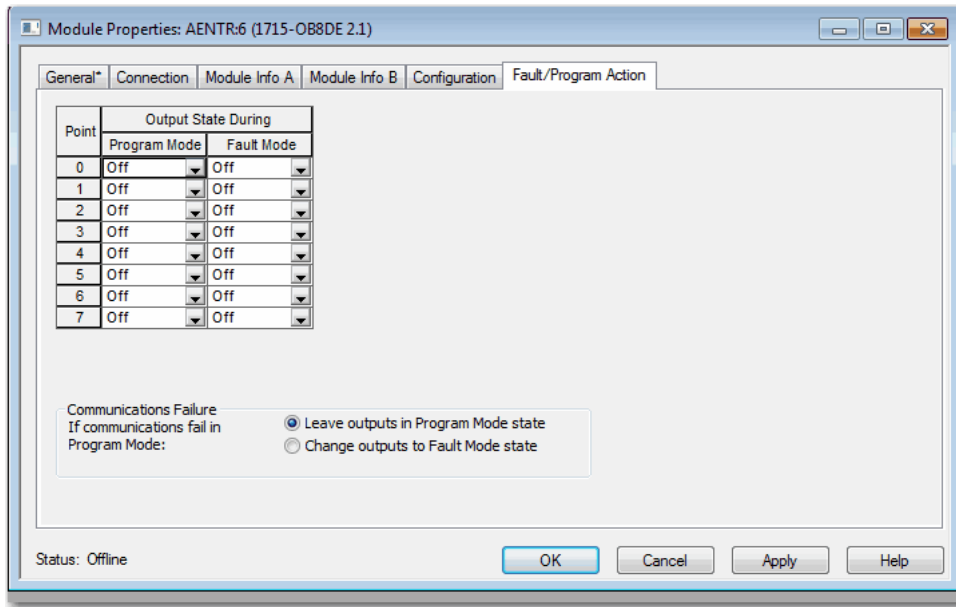 Module Properties: AENTR:6 (1715-OB8DE 2.1)
General* Connection Module Info A Module Info B Configuration Fault/Program Action
Point Output State During
Program Mode Fault Mode
0 Off Off
1 Off Off
2 Off Off
3 Off Off
4 Off Off
5 Off Off
6 Off Off
7 Off Off
Communications Failure
If communications fail in Program Mode:
Leave outputs in Program Mode state
Change outputs to Fault Mode state
Status: Offline
OK Cancel Apply Help